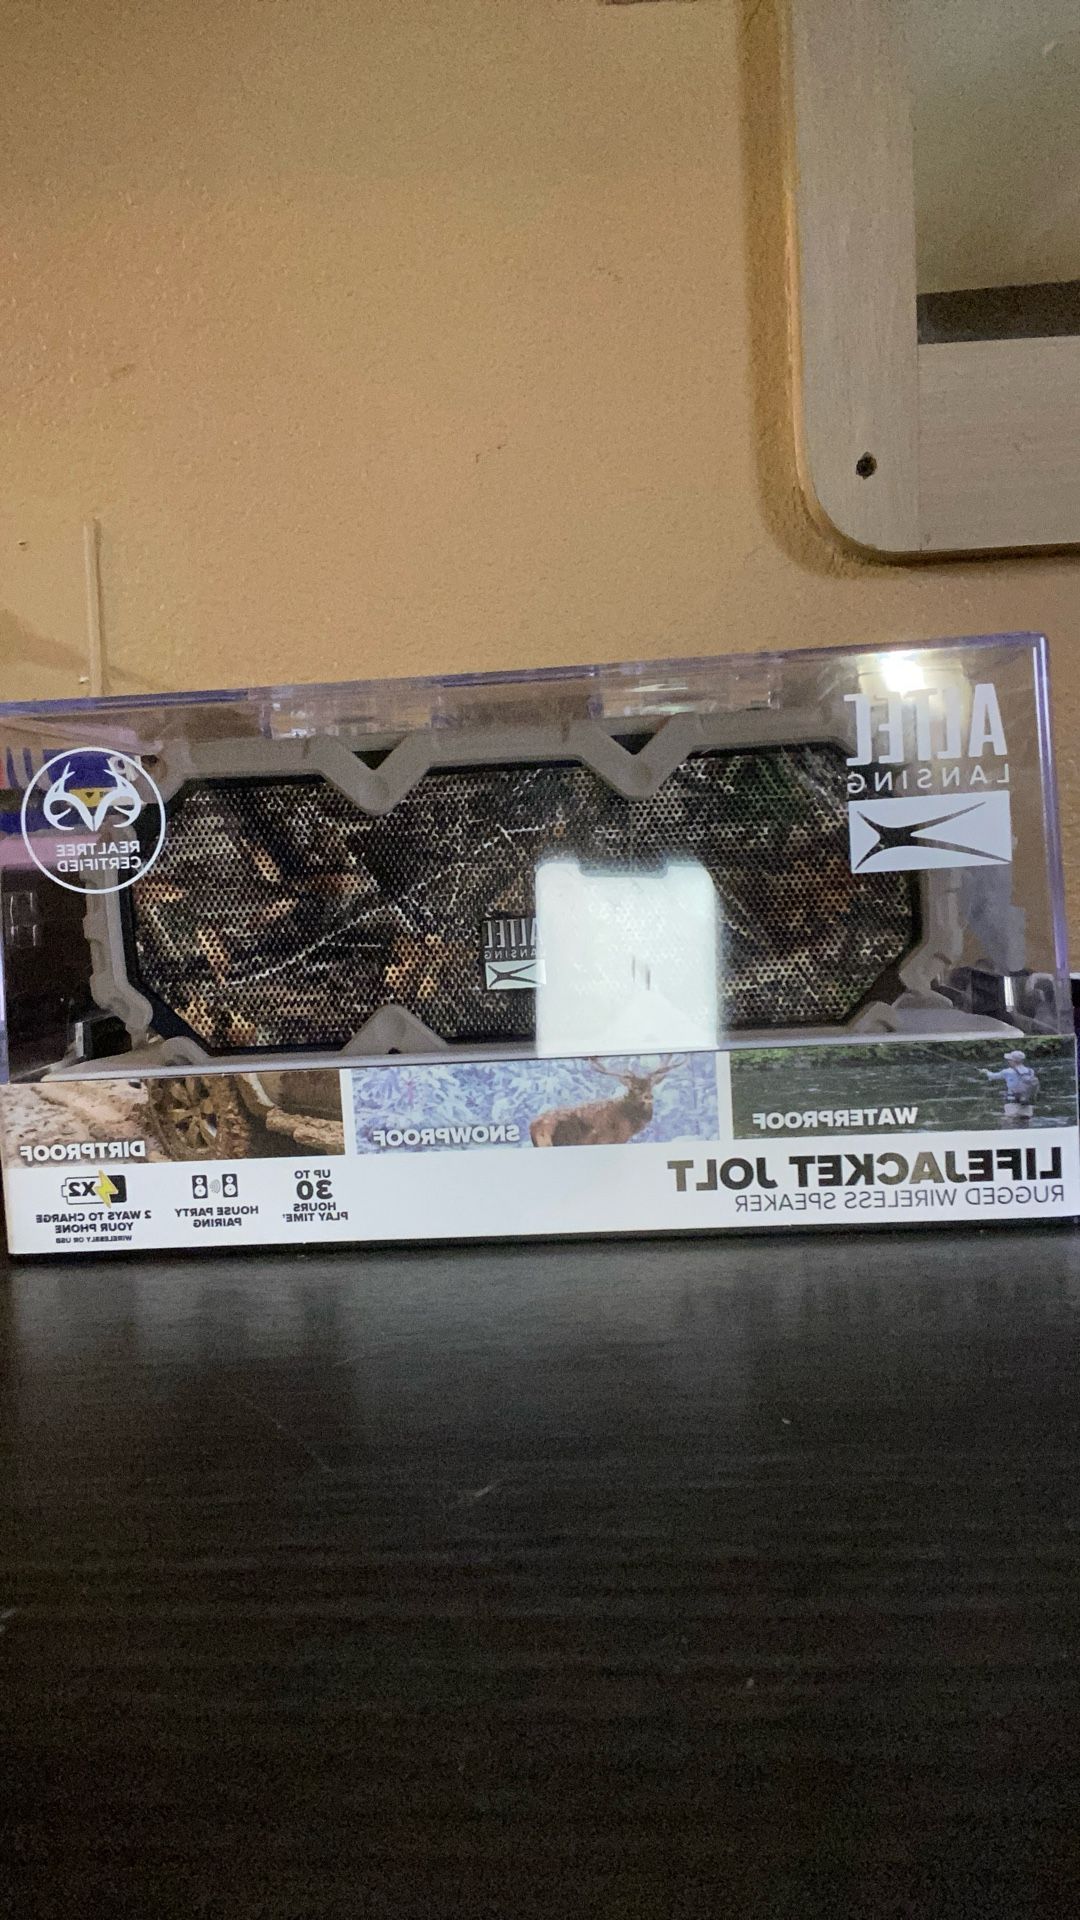 ALTEC
LANSING
REALTREE
CERTIFIED
ALTEC
LANSING
WATERPROOF
SNOWPROOF
DIRTPROOF
LIFEJACKET JOLT
RUGGED WIRELESS SPEAKER
UP TO
30
HOURS
PLAY TIME*
HOUSE PARTY
PAIRING
X2
2 WAYS TO CHARGE
YOUR PHONE
WIRELESSLY OR USB